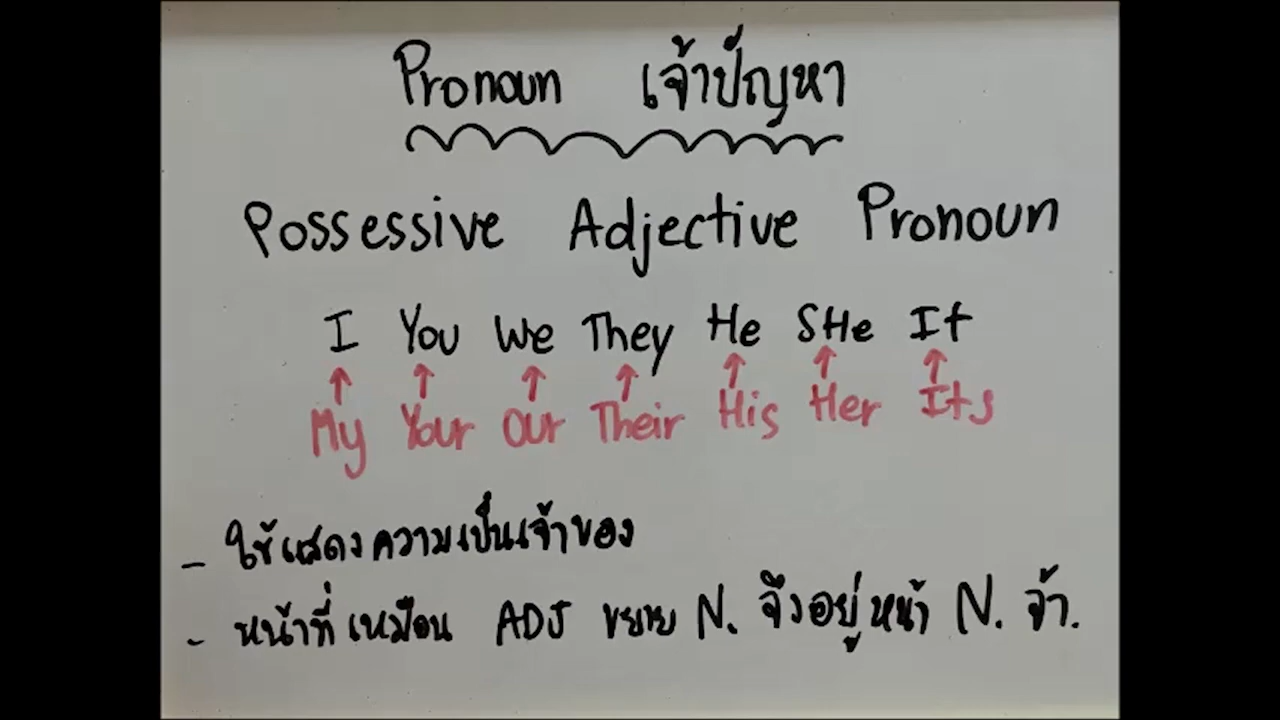 Pronoun เจ้าปัญหา
Possessive Adjective Pronoun
I You We They He SHe It
My Your Our Their His Her Its
- ใช้แสดงความเป็นเจ้าของ
- หน้าที่เหมือน ADJ ขยาย N. จึงอยู่หน้า N. จ้า.